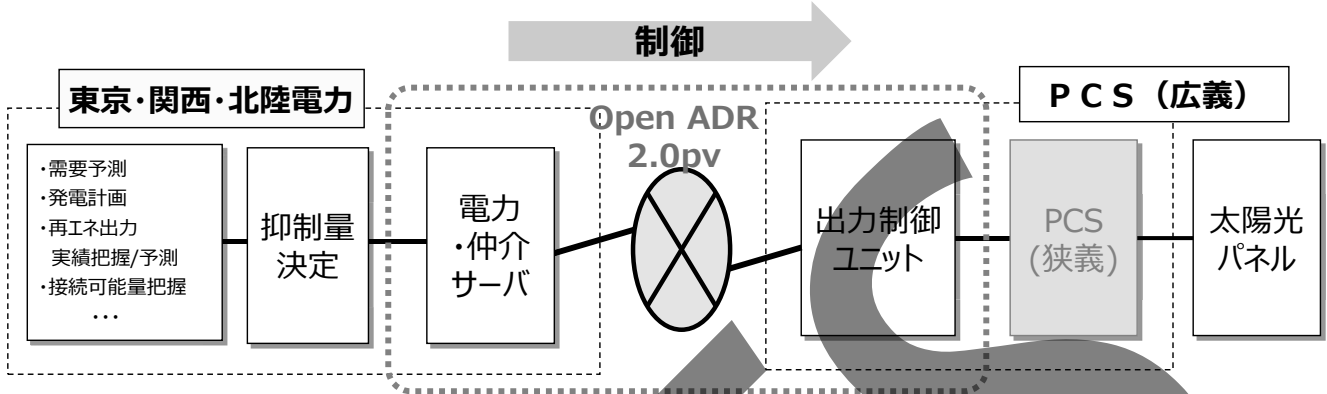 制御
東京・関西・北陸電力
PCS（広義）
Open ADR
2.0pv
・需要予測
・発電計画
・再エネ出力
実績把握/予測
・接続可能量把握
・・・
抑制量
決定
電力
・仲介
サーバ
出力制御
ユニット
PCS
(狭義)
太陽光
パネル